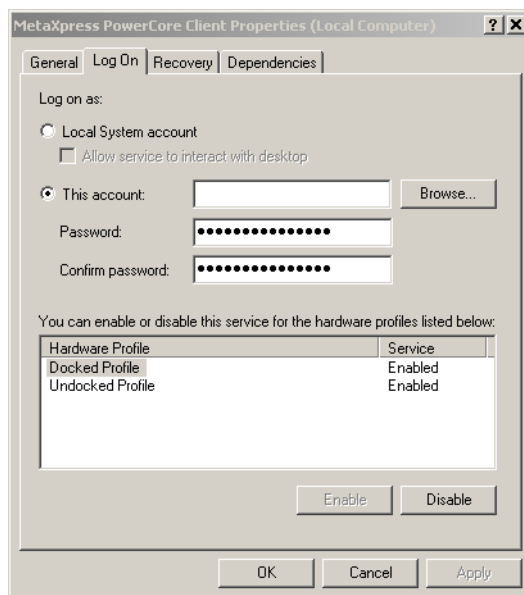 MetaXpress PowerCore Client Properties (Local Computer) ? X
General Log On Recovery Dependencies
Log on as:
Local System account
Allow service to interact with desktop
This account: Browse...
Password: ●●●●●●●●●●●●●●●
Confirm password: ●●●●●●●●●●●●●●●
You can enable or disable this service for the hardware profiles listed below:
Hardware Profile Service
Docked Profile Enabled
Undocked Profile Enabled
Enable Disable
OK Cancel Apply